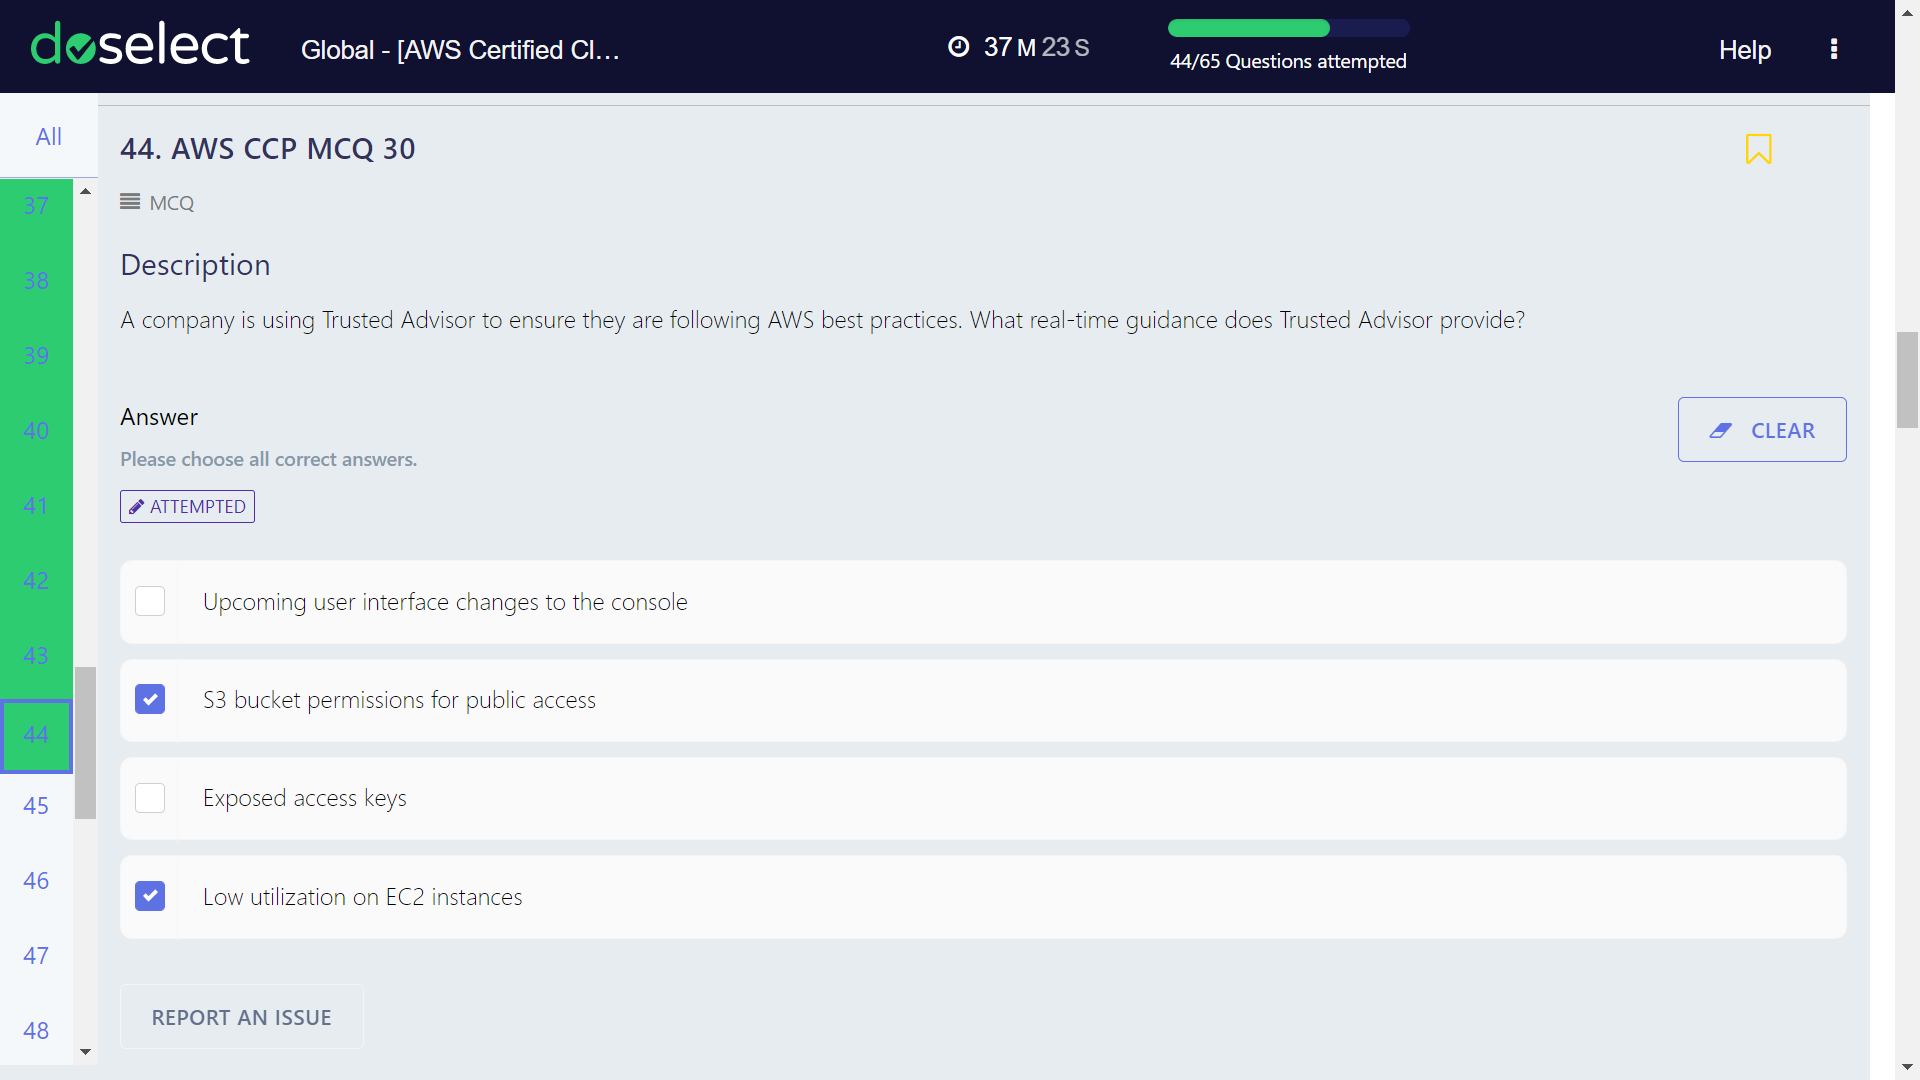 doselect
Global - [AWS Certified Cl...
37 M 23 S
44/65 Questions attempted
Help
All
37
38
39
40
41
42
43
44
45
46
47
48
44. AWS CCP MCQ 30
MCQ
Description
A company is using Trusted Advisor to ensure they are following AWS best practices. What real-time guidance does Trusted Advisor provide?
Answer
CLEAR
Please choose all correct answers.
ATTEMPTED
Upcoming user interface changes to the console
S3 bucket permissions for public access
Exposed access keys
Low utilization on EC2 instances
REPORT AN ISSUE